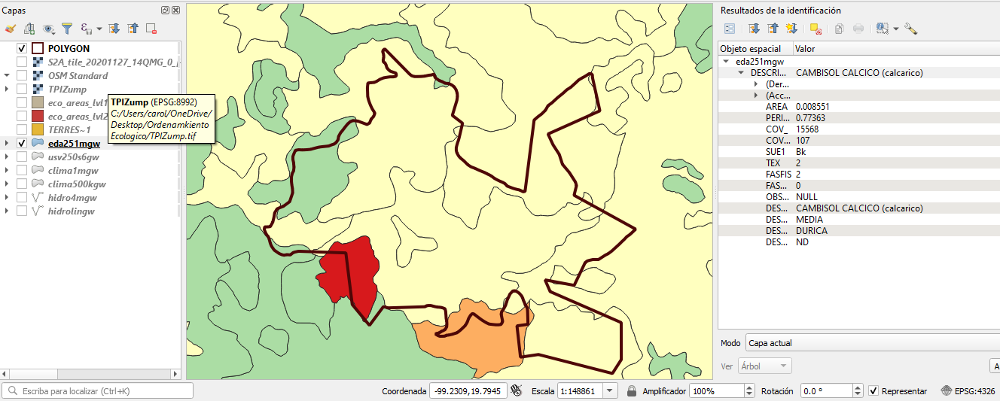 Capas
POLYGON
S2A_tile_20201127_14QMG_0_
OSM Standard
TPIZump
eco_areas_lvl1
eco_areas_lvl2
TERRES~1
eda251mgw
usv250s6gw
clima1mgw
clima500kgw
hidro4mgw
hidrolingw
TPIZump (EPSG:8992)
C:/Users/carol/OneDrive/
Desktop/Ordenamkiento
Ecologico/TPIZump.tif
Resultados de la identificación
Objeto espacial Valor
eda251mgw
DESCRI... CAMBISOL CALCICO (calcarico)
(Der...
(Acc...
AREA 0.008551
PERI... 0.77363
COV_ 15568
COV... 107
SUE1 Bk
TEX 2
FASFIS 2
FAS... 0
OBS... NULL
DES... CAMBISOL CALCICO (calcarico)
DES... MEDIA
DES... DURICA
DES... ND
Modo Capa actual
Ver Árbol A
Escriba para localizar (Ctrl+K)
Coordenada -99.2309,19.7945 Escala 1:148861 Amplificador 100% Rotación 0.0 ° Representar EPSG:4326